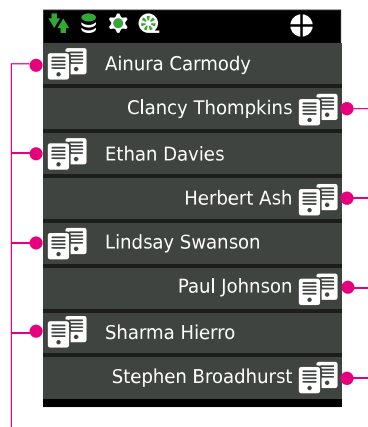 Ainura Carmody
Clancy Thompkins
Ethan Davies
Herbert Ash
Lindsay Swanson
Paul Johnson
Sharma Hierro
Stephen Broadhurst